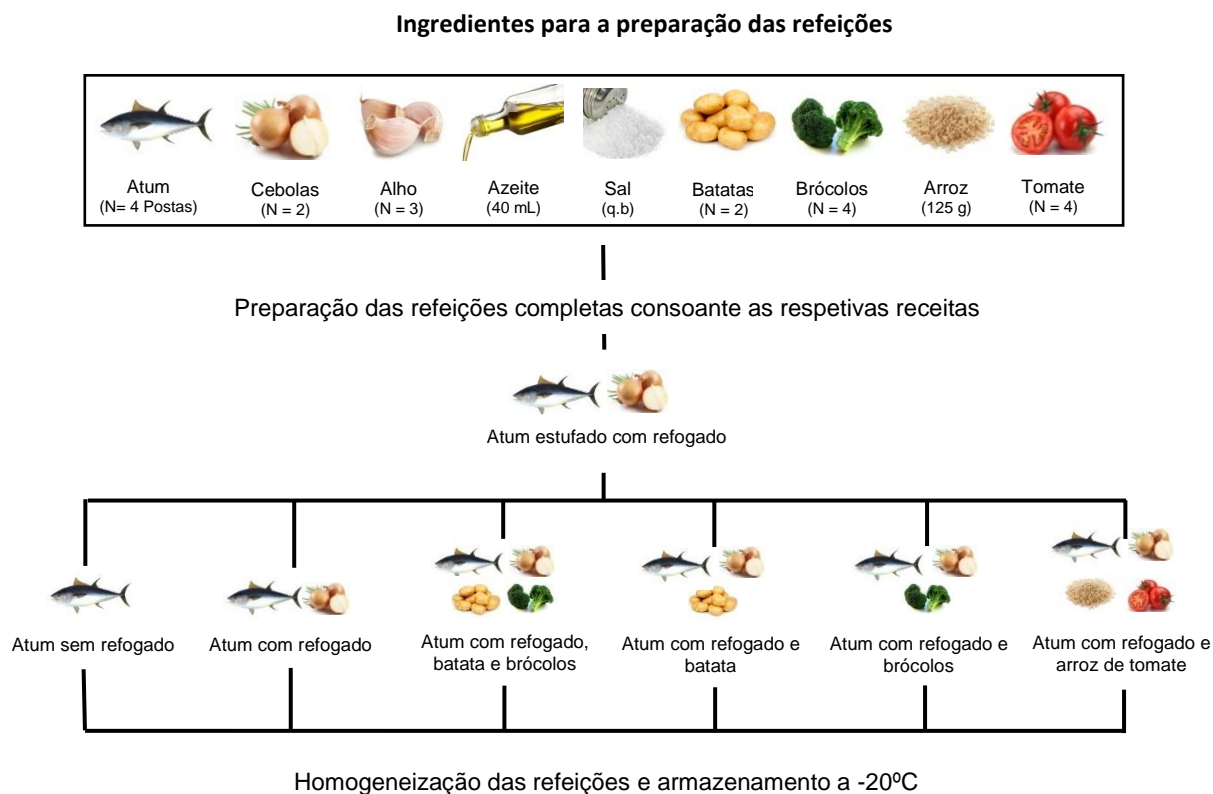 Ingredientes para a preparação das refeições
Atum
(N= 4 Postas)
Cebolas
(N = 2)
Alho
(N = 3)
Azeite
(40 mL)
Sal
(q.b)
Batatas
(N = 2)
Brócolos
(N = 4)
Arroz
(125 g)
Tomate
(N = 4)
Preparação das refeições completas consoante as respetivas receitas
Atum estufado com refogado
Atum sem refogado
Atum com refogado
Atum com refogado,
batata e brócolos
Atum com refogado e
batata
Atum com refogado e
brócolos
Atum com refogado e
arroz de tomate
Homogeneização das refeições e armazenamento a -20ºC